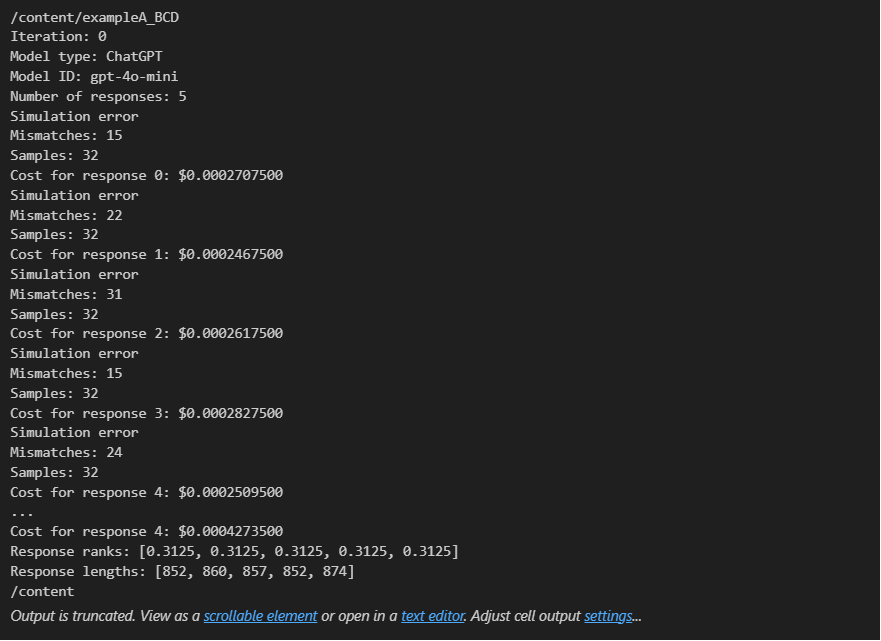 /content/exampleA_BCD
Iteration: 0
Model type: ChatGPT
Model ID: gpt-4o-mini
Number of responses: 5
Simulation error
Mismatches: 15
Samples: 32
Cost for response 0: $0.0002707500
Simulation error
Mismatches: 22
Samples: 32
Cost for response 1: $0.0002467500
Simulation error
Mismatches: 31
Samples: 32
Cost for response 2: $0.0002617500
Simulation error
Mismatches: 15
Samples: 32
Cost for response 3: $0.0002827500
Simulation error
Mismatches: 24
Samples: 32
Cost for response 4: $0.0002509500
...
Cost for response 4: $0.0004273500
Response ranks: [0.3125, 0.3125, 0.3125, 0.3125, 0.3125]
Response lengths: [852, 860, 857, 852, 874]
/content
Output is truncated. View as a scrollable element or open in a text editor. Adjust cell output settings...